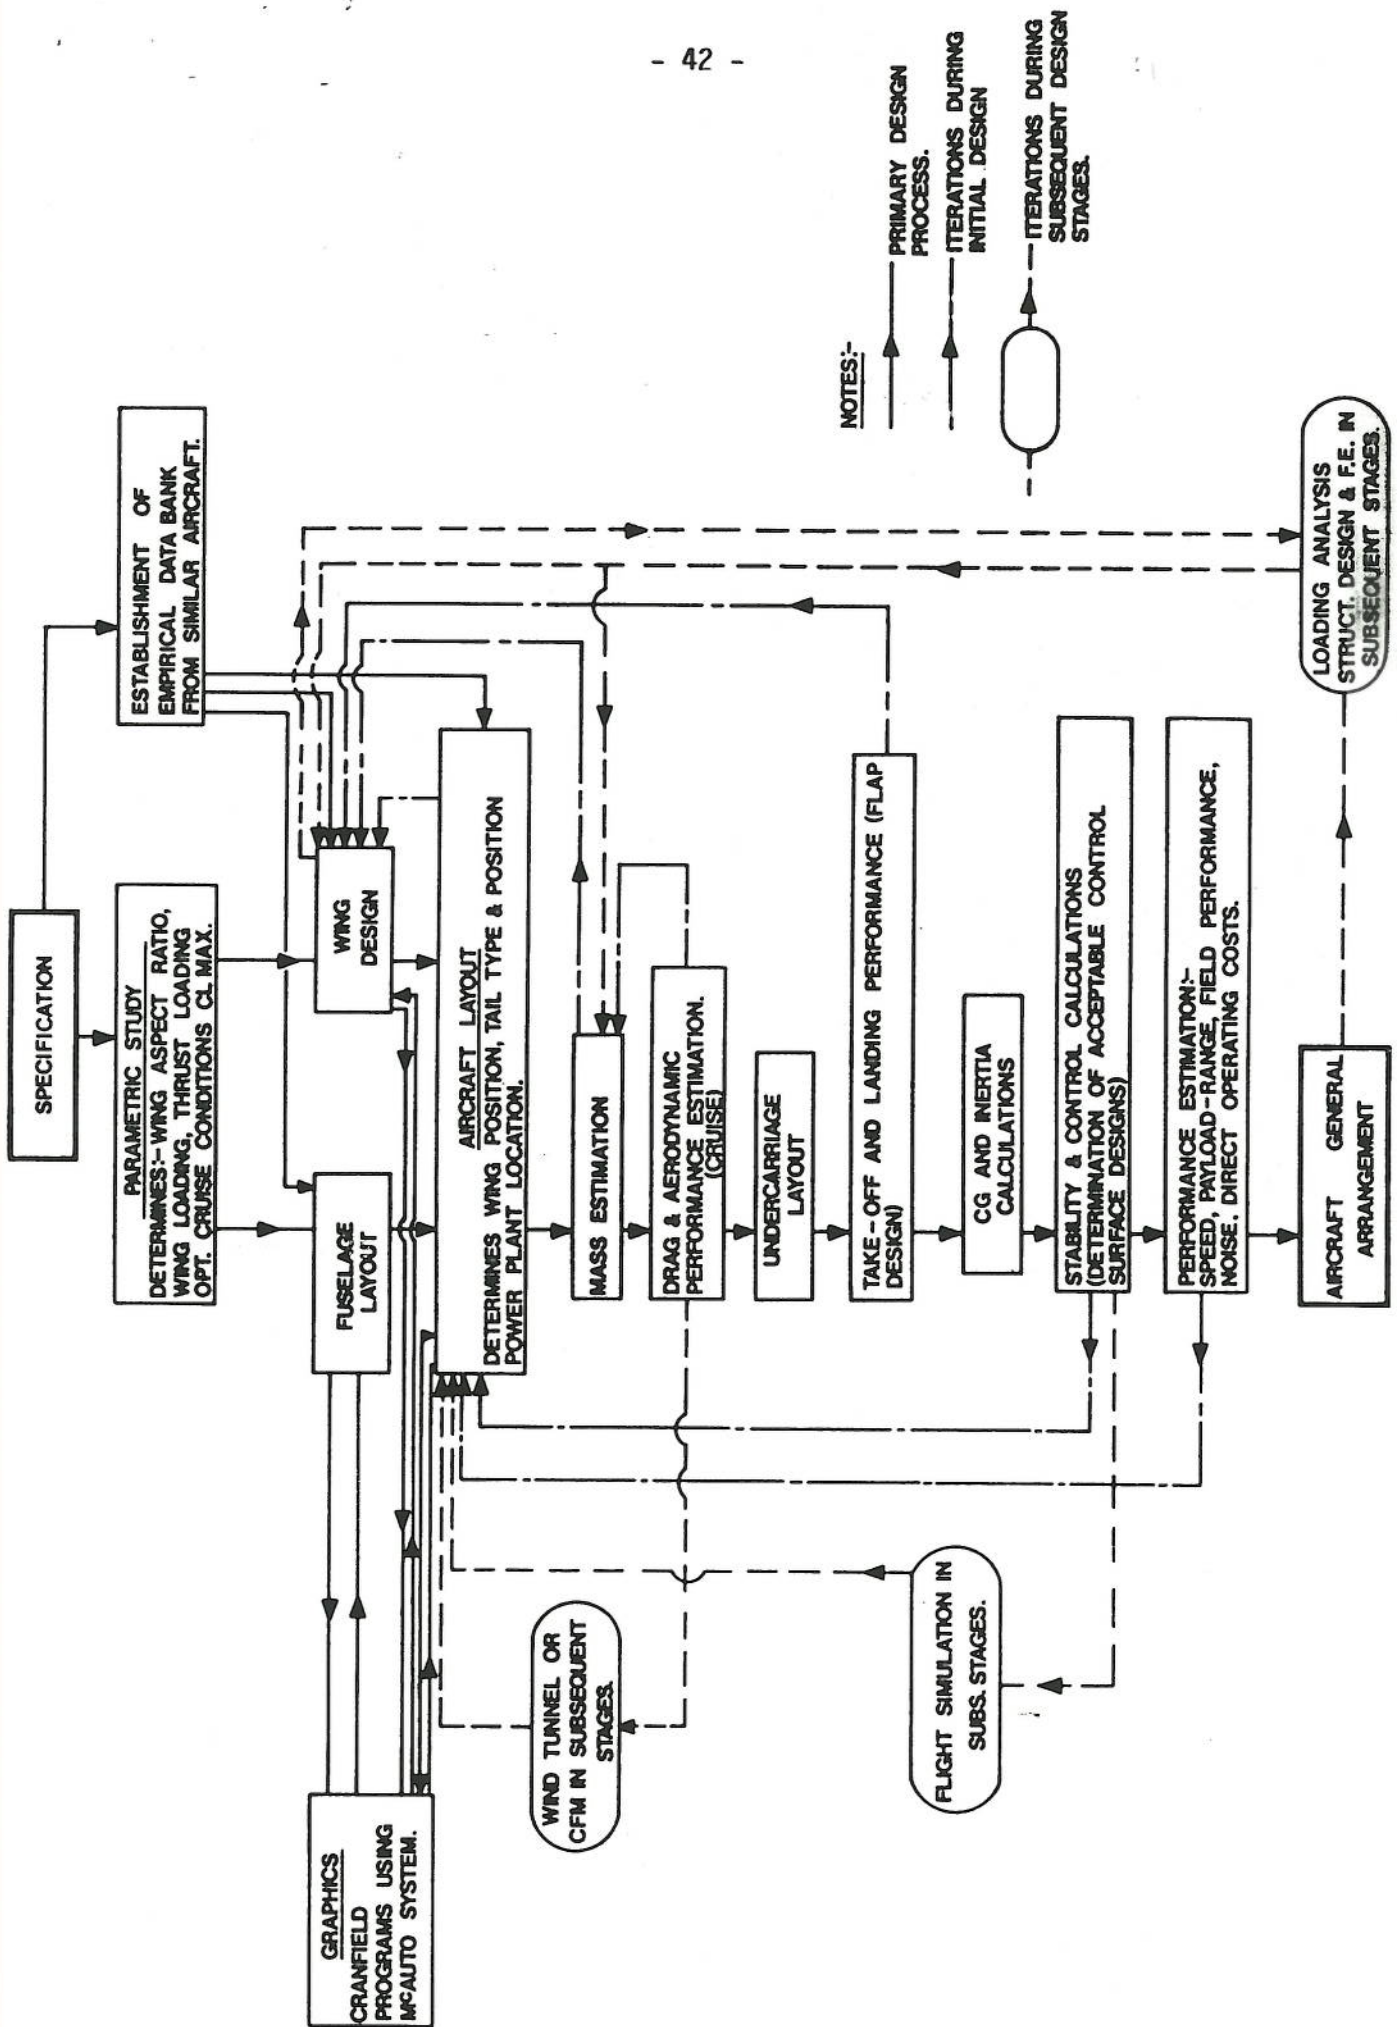 - 42 -
SPECIFICATION
PARAMETRIC STUDY
DETERMINES:- WING ASPECT RATIO,
WING LOADING, THRUST LOADING
OPT. CRUISE CONDITIONS CL MAX.
ESTABLISHMENT OF
EMPIRICAL DATA BANK
FROM SIMILAR AIRCRAFT.
GRAPHICS
CRANFIELD
PROGRAMS USING
McAUTO SYSTEM.
FUSELAGE
LAYOUT
WING
DESIGN
AIRCRAFT LAYOUT
DETERMINES WING POSITION, TAIL TYPE & POSITION
POWER PLANT LOCATION.
MASS ESTIMATION
WIND TUNNEL OR
CFM IN SUBSEQUENT
STAGES.
DRAG & AERODYNAMIC
PERFORMANCE ESTIMATION.
(CRUISE)
UNDERCARRIAGE
LAYOUT
TAKE-OFF AND LANDING PERFORMANCE (FLAP
DESIGN)
FLIGHT SIMULATION IN
SUBS. STAGES.
CG AND INERTIA
CALCULATIONS
STABILITY & CONTROL CALCULATIONS
(DETERMINATION OF ACCEPTABLE CONTROL
SURFACE DESIGNS)
PERFORMANCE ESTIMATION:-
SPEED, PAYLOAD-RANGE, FIELD PERFORMANCE,
NOISE. DIRECT OPERATING COSTS.
AIRCRAFT GENERAL
ARRANGEMENT
LOADING ANALYSIS
STRUCT. DESIGN & F.E. IN
SUBSEQUENT STAGES.
NOTES:-
PRIMARY DESIGN
PROCESS.
ITERATIONS DURING
INITIAL DESIGN
ITERATIONS DURING
SUBSEQUENT DESIGN
STAGES.